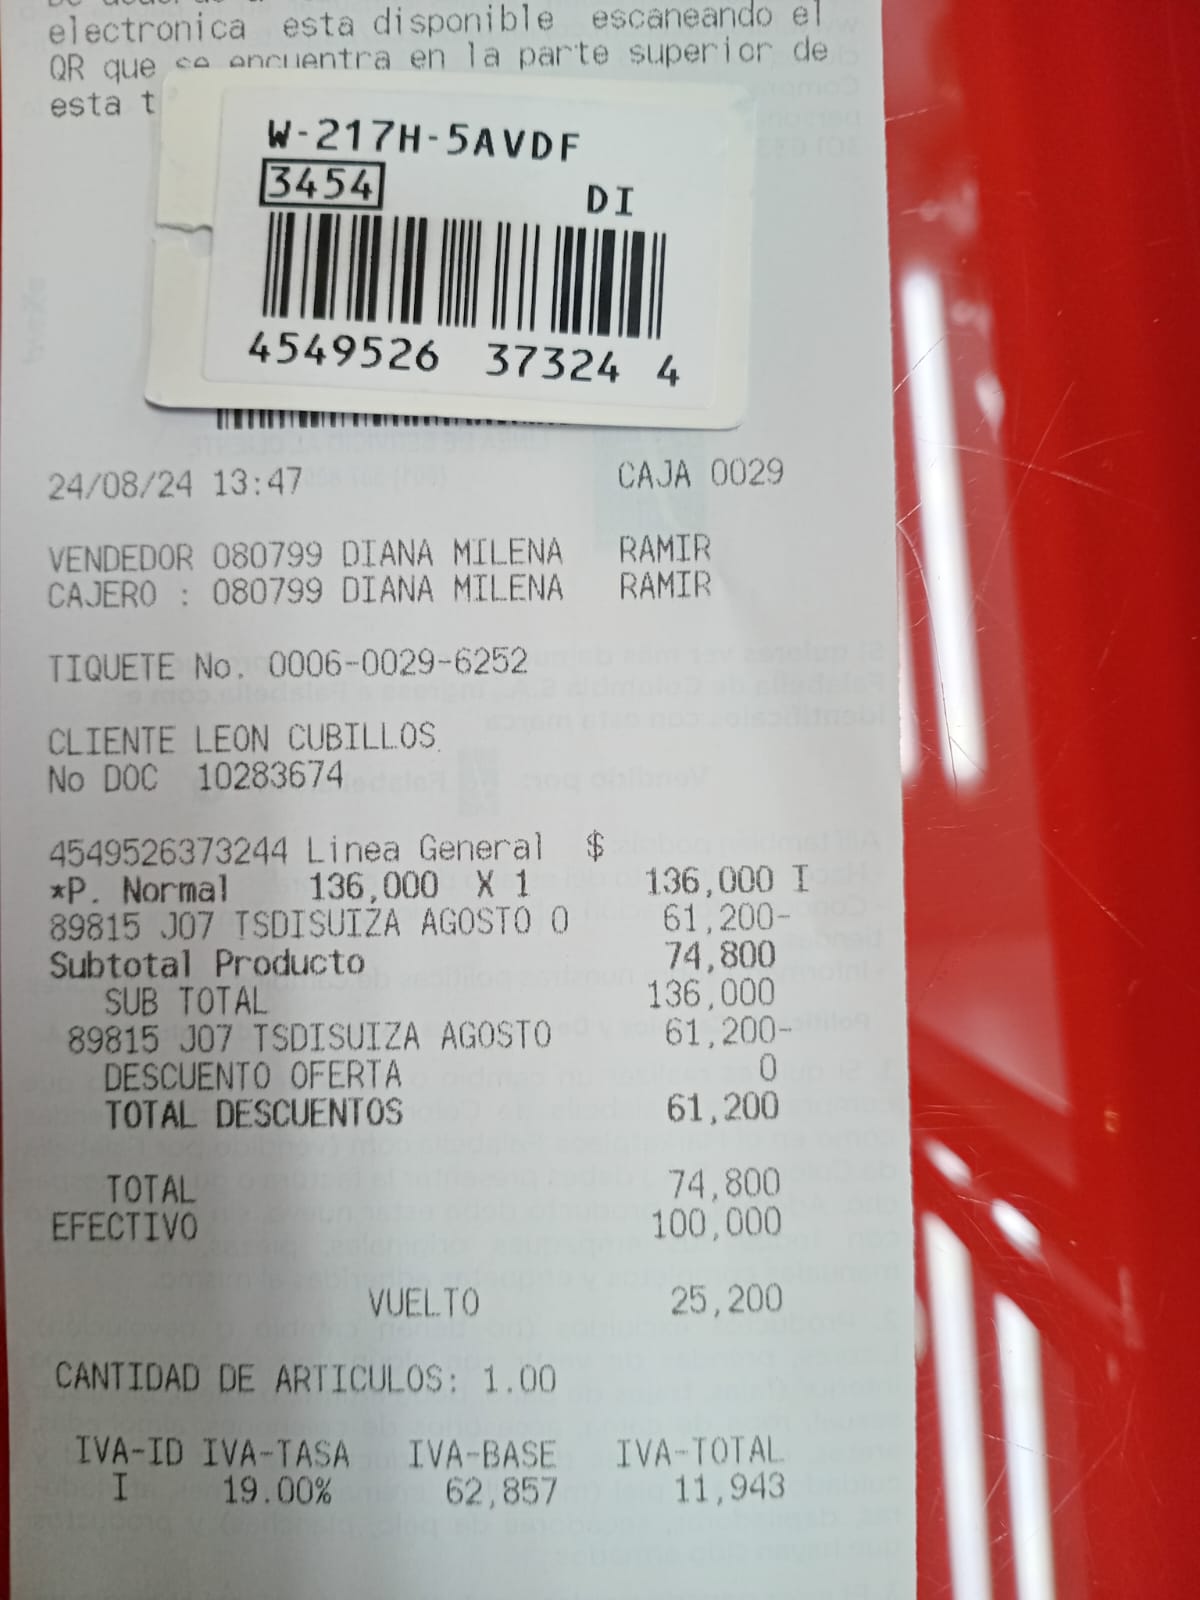 electronica esta disponible escaneando el
QR que se encuentra en la parte superior de
esta t
W-217H-5AVDF
3454
DI
4549526 37324 4
24/08/24 13:47 CAJA 0029
VENDEDOR 080799 DIANA MILENA RAMIR
CAJERO : 080799 DIANA MILENA RAMIR
TIQUETE No. 0006-0029-6252
CLIENTE LEON CUBILLOS
No DOC 10283674
4549526373244 Linea General $
*P. Normal 136,000 X 1 136,000 I
89815 J07 TSDISUIZA AGOSTO O 61,200-
Subtotal Producto 74,800
SUB TOTAL 136,000
89815 J07 TSDISUIZA AGOSTO 61,200-
DESCUENTO OFERTA 0
TOTAL DESCUENTOS 61,200
TOTAL 74,800
EFECTIVO 100,000
VUELTO 25,200
CANTIDAD DE ARTICULOS: 1.00
IVA-ID IVA-TASA IVA-BASE IVA-TOTAL
I 19.00% 62,857 11,943